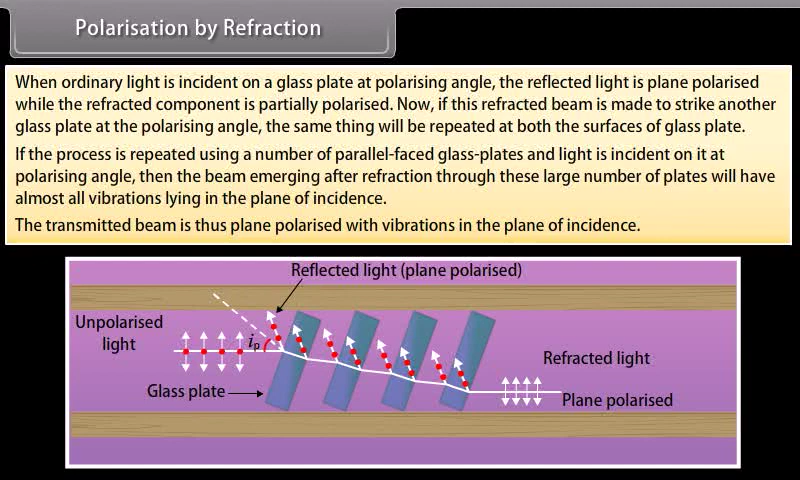 Polarisation by Refraction
When ordinary light is incident on a glass plate at polarising angle, the reflected light is plane polarised
while the refracted component is partially polarised. Now, if this refracted beam is made to strike another
glass plate at the polarising angle, the same thing will be repeated at both the surfaces of glass plate.
If the process is repeated using a number of parallel-faced glass-plates and light is incident on it at
polarising angle, then the beam emerging after refraction through these large number of plates will have
almost all vibrations lying in the plane of incidence.
The transmitted beam is thus plane polarised with vibrations in the plane of incidence.
Reflected light (plane polarised)
Unpolarised
light
ip
Refracted light
Glass plate
Plane polarised